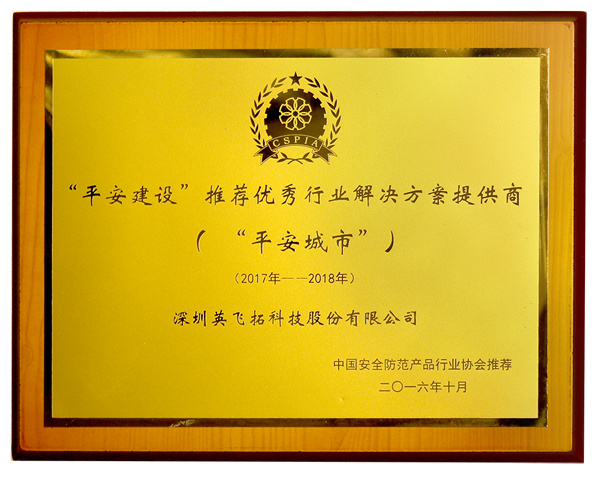 CSPIA
“平安建设”推荐优秀行业解决方案提供商
(“平安城市”)
(2017年——2018年)
深圳英飞拓科技股份有限公司
中国安全防范产品行业协会推荐
二〇一六年十月